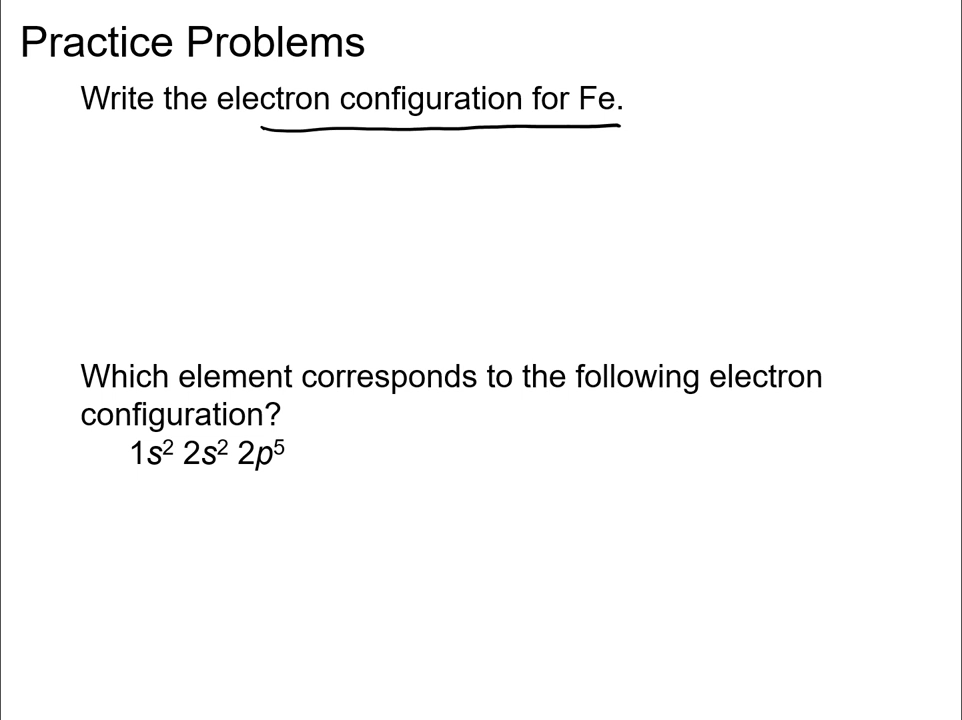 Practice Problems
Write the electron configuration for Fe.
Which element corresponds to the following electron
configuration?
1s² 2s² 2p⁵